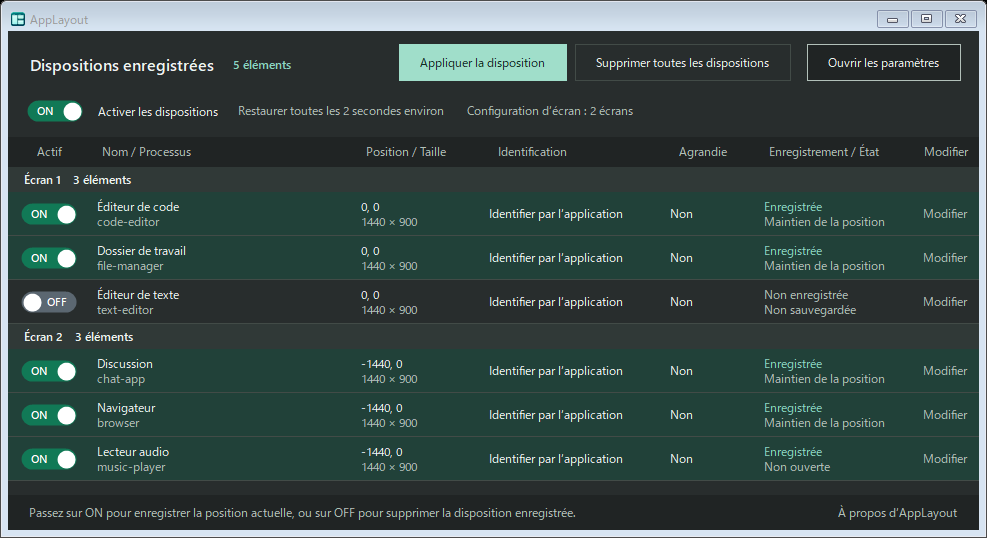 AppLayout
Dispositions enregistrées 5 éléments Appliquer la disposition Supprimer toutes les dispositions Ouvrir les paramètres
ON Activer les dispositions Restaurer toutes les 2 secondes environ Configuration d’écran : 2 écrans
Actif Nom / Processus Position / Taille Identification Agrandie Enregistrement / État Modifier
Écran 1 3 éléments
ON Éditeur de code 0, 0 Identifier par l’application Non Enregistrée Modifier
code-editor 1440 × 900 Maintien de la position
ON Dossier de travail 0, 0 Identifier par l’application Non Enregistrée Modifier
file-manager 1440 × 900 Maintien de la position
OFF Éditeur de texte 0, 0 Identifier par l’application Non Non enregistrée Modifier
text-editor 1440 × 900 Non sauvegardée
Écran 2 3 éléments
ON Discussion -1440, 0 Identifier par l’application Non Enregistrée Modifier
chat-app 1440 × 900 Maintien de la position
ON Navigateur -1440, 0 Identifier par l’application Non Enregistrée Modifier
browser 1440 × 900 Maintien de la position
ON Lecteur audio -1440, 0 Identifier par l’application Non Enregistrée Modifier
music-player 1440 × 900 Non ouverte
Passez sur ON pour enregistrer la position actuelle, ou sur OFF pour supprimer la disposition enregistrée. À propos d’AppLayout